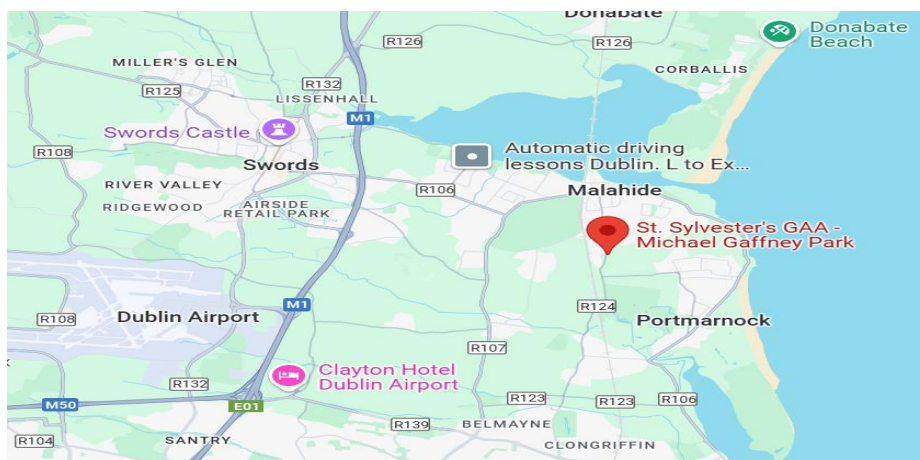 Donabate
R126
R126
Donabate
Beach
MILLER'S GLEN
CORBALLIS
R132
R125
LISSENHALL
M1
Swords Castle
Automatic driving
lessons Dublin. L to Ex...
R108
Swords
RIVER VALLEY
R106
Malahide
RIDGEWOOD
AIRSIDE
RETAIL PARK
St. Sylvester's GAA -
Michael Gaffney Park
M1
R124
R108
Dublin Airport
Portmarnock
R107
Clayton Hotel
Dublin Airport
R132
M50
E01
R123
R123
R106
R104
SANTRY
R139
BELMAYNE
CLONGRIFFIN